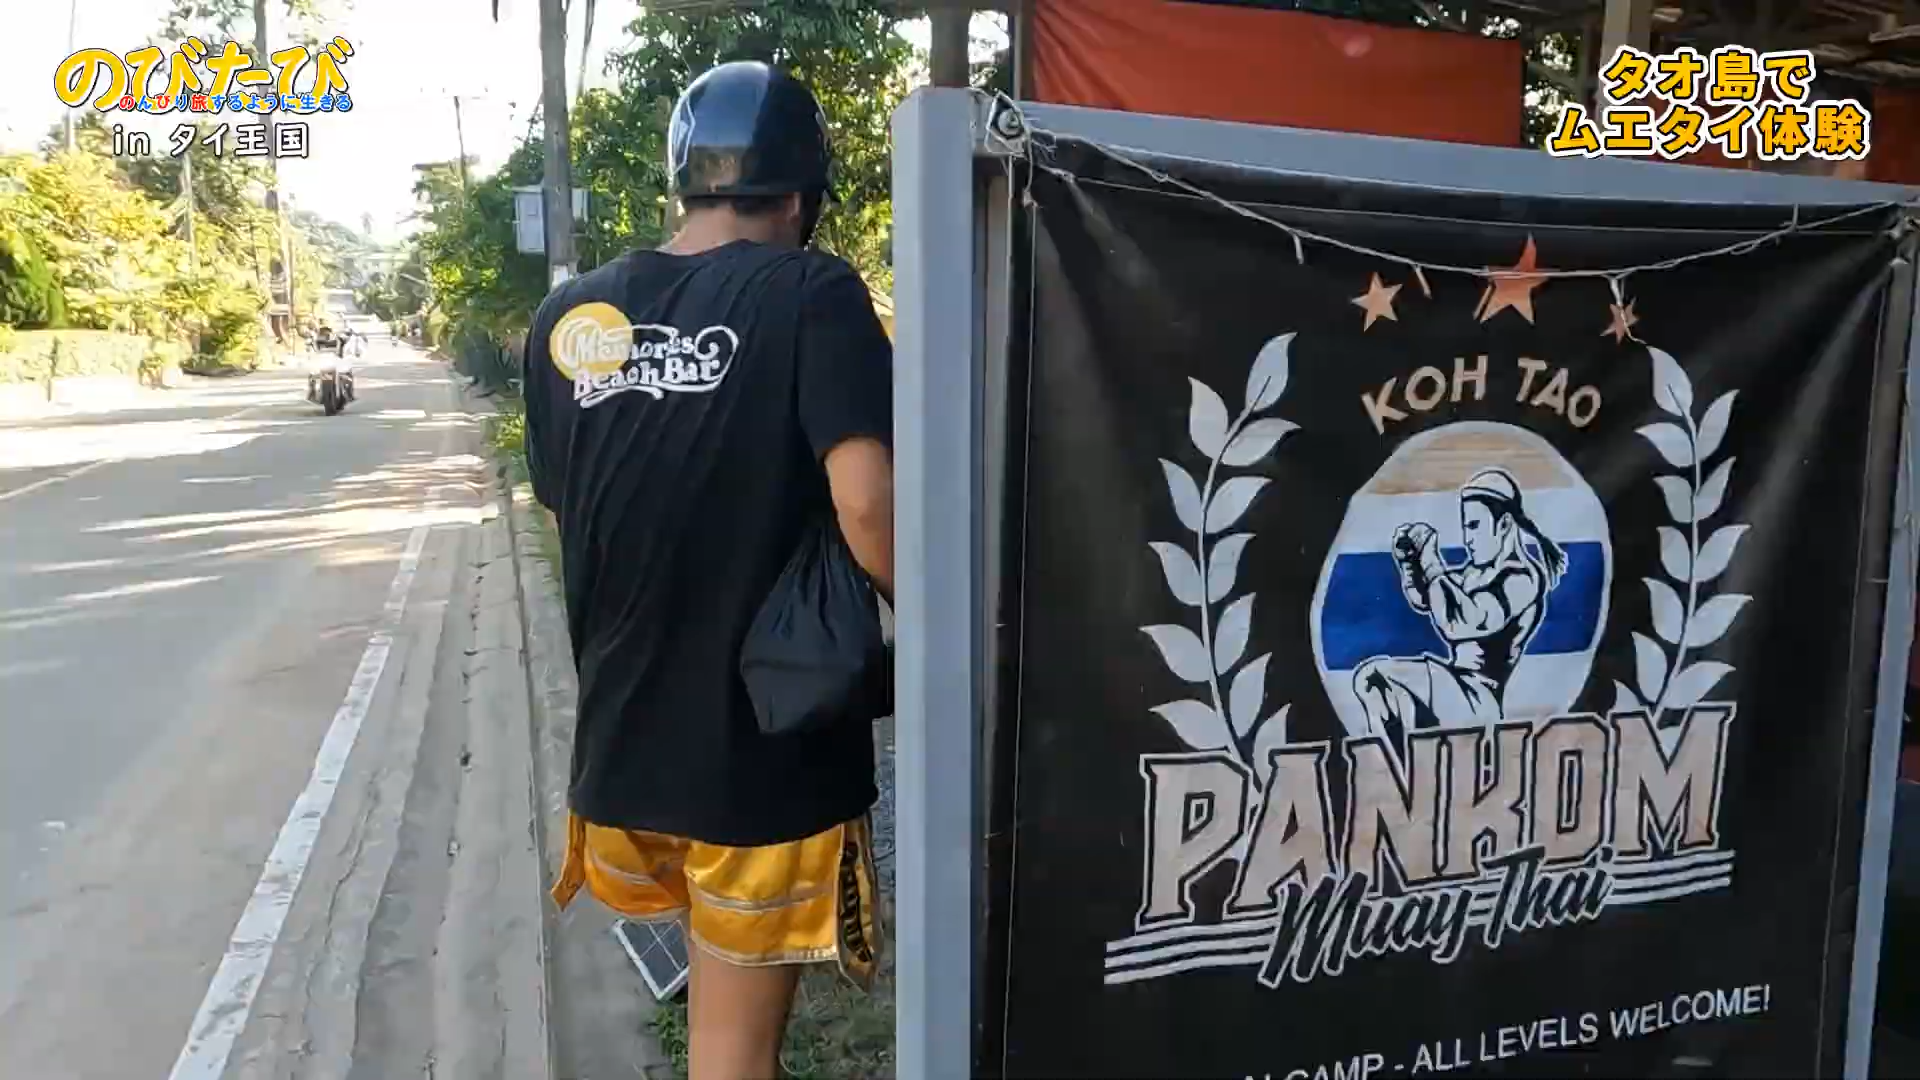 のびたび
のんびり旅するように生きる
in タイ王国
タオ島で
ムエタイ体験
Memories
Beach Bar
KOH TAO
PANKOM
Muay Thai
CAMP - ALL LEVELS WELCOME!